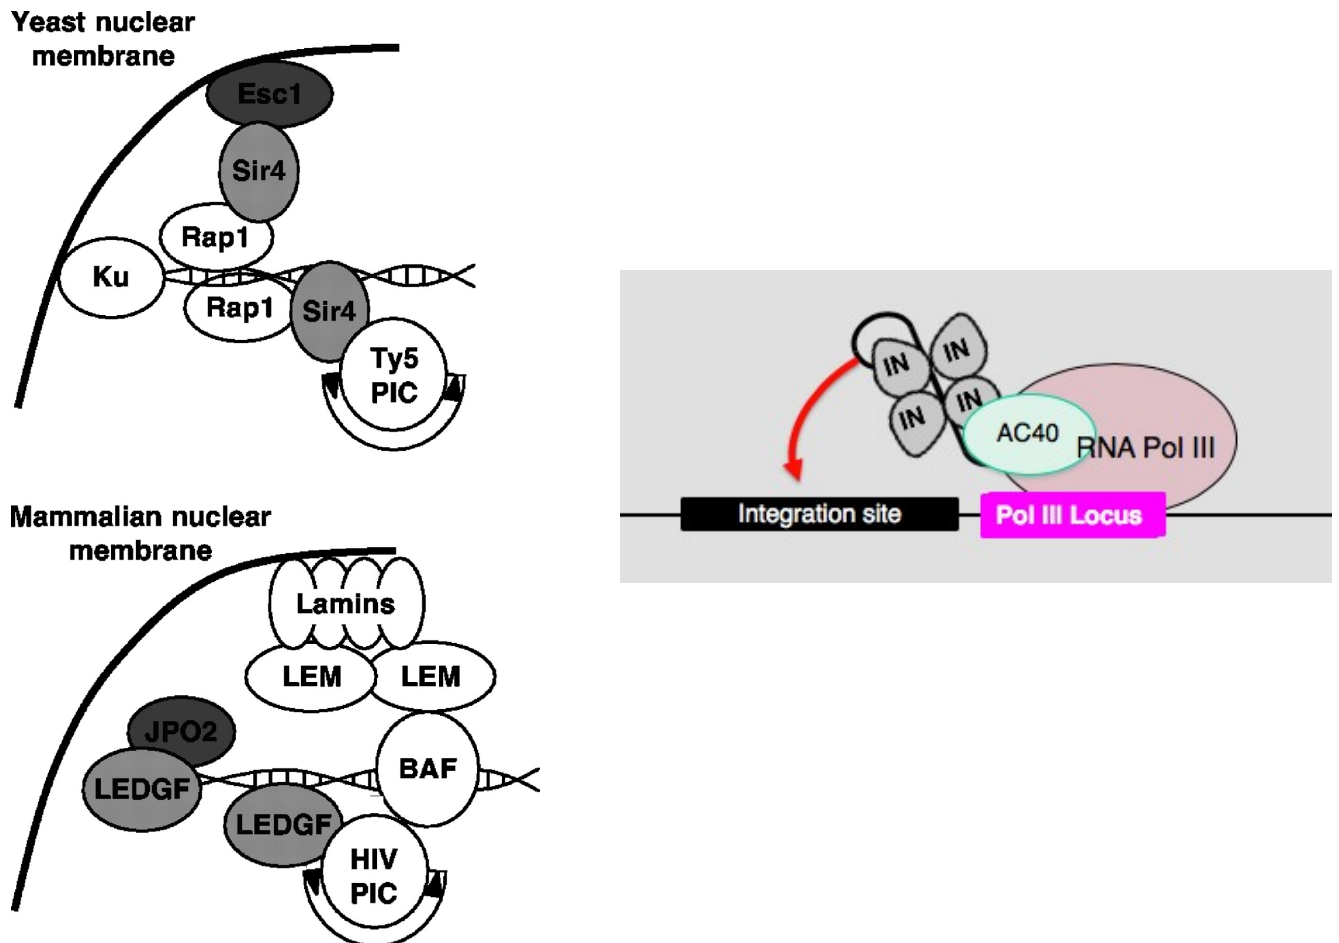 Yeast nuclear
membrane
Esc1
Sir4
Rap1
Ku
Rap1
Sir4
Ty5
PIC
Mammalian nuclear
membrane
Lamins
LEM LEM
JPO2
BAF
LEDGF
LEDGF
HIV
PIC
IN IN
IN IN
AC40
RNA Pol III
Integration site
Pol III Locus